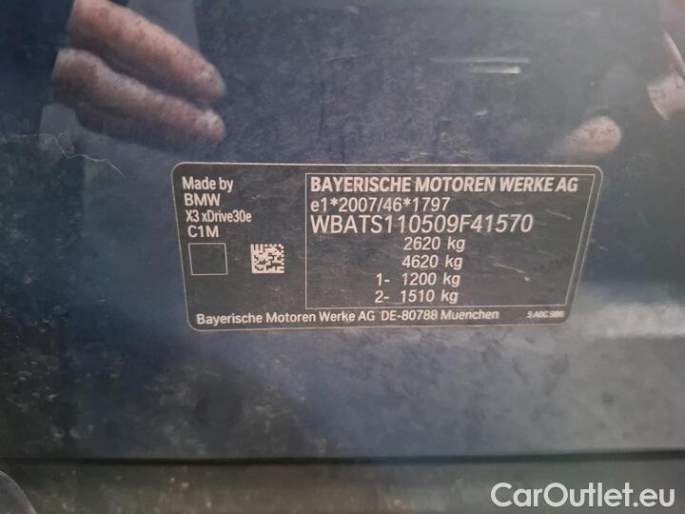 Made by
BMW
X3 xDrive30e
C1M
BAYERISCHE MOTOREN WERKE AG
e1*2007/46*1797
WBATS110509F41570
2620 kg
4620 kg
1- 1200 kg
2- 1510 kg
Bayerische Motoren Werke AG DE-80788 Muenchen
CarOutlet.eu